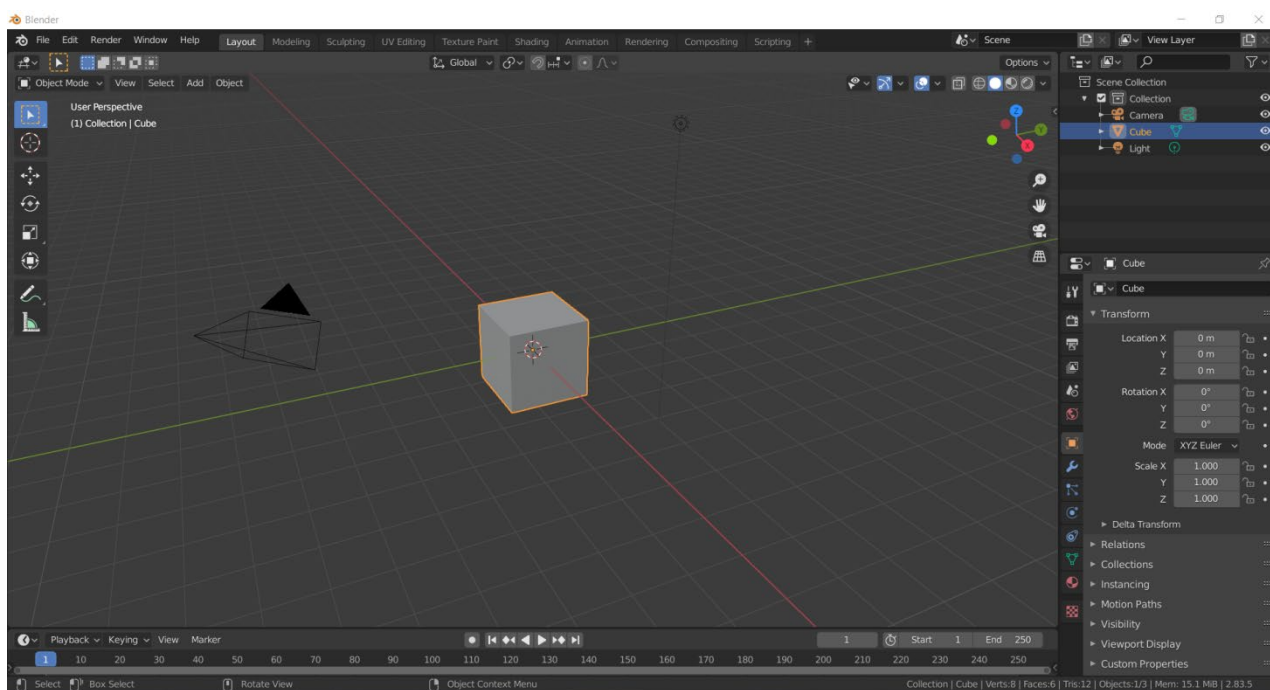 Blender
File Edit Render Window Help Layout Modeling Sculpting UV Editing Texture Paint Shading Animation Rendering Compositing Scripting + Scene View Layer
Global Options
Object Mode View Select Add Object
User Perspective
(1) Collection | Cube
Z
Y
X
Scene Collection
Collection
Camera
Cube
Light
Cube
Cube
Transform
Location X 0 m
Y 0 m
Z 0 m
Rotation X 0°
Y 0°
Z 0°
Mode XYZ Euler
Scale X 1.000
Y 1.000
Z 1.000
Delta Transform
Relations
Collections
Instancing
Motion Paths
Visibility
Viewport Display
Custom Properties
Playback Keying View Marker 1 Start 1 End 250
1 10 20 30 40 50 60 70 80 90 100 110 120 130 140 150 160 170 180 190 200 210 220 230 240 250
Select Box Select Rotate View Object Context Menu Collection | Cube | Verts:8 | Faces:6 | Tris:12 | Objects:1/3 | Mem: 15.1 MiB | 2.83.5